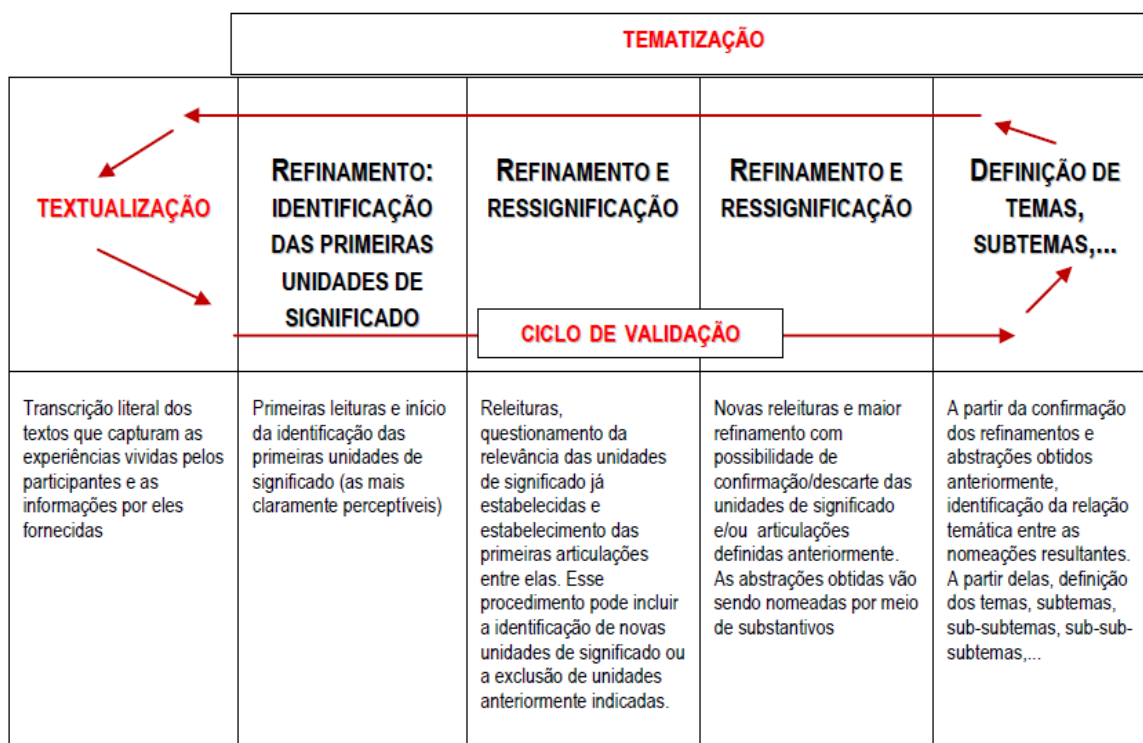 TEMATIZAÇÃO
TEXTUALIZAÇÃO
REFINAMENTO:
IDENTIFICAÇÃO
DAS PRIMEIRAS
UNIDADES DE
SIGNIFICADO
REFINAMENTO E
RESSIGNIFICAÇÃO
REFINAMENTO E
RESSIGNIFICAÇÃO
DEFINIÇÃO DE
TEMAS,
SUBTEMAS,...
CICLO DE VALIDAÇÃO
Transcrição literal dos
textos que capturam as
experiências vividas pelos
participantes e as
informações por eles
fornecidas
Primeiras leituras e início
da identificação das
primeiras unidades de
significado (as mais
claramente perceptíveis)
Releituras,
questionamento da
relevância das unidades
de significado já
estabelecidas e
estabelecimento das
primeiras articulações
entre elas. Esse
procedimento pode incluir
a identificação de novas
unidades de significado ou
a exclusão de unidades
anteriormente indicadas.
Novas releituras e maior
refinamento com
possibilidade de
confirmação/descarte das
unidades de significado
e/ou articulações
definidas anteriormente.
As abstrações obtidas vão
sendo nomeadas por meio
de substantivos
A partir da confirmação
dos refinamentos e
abstrações obtidos
anteriormente,
identificação da relação
temática entre as
nomeações resultantes.
A partir delas, definição
dos temas, subtemas,
sub-subtemas, sub-sub-
subtemas,...